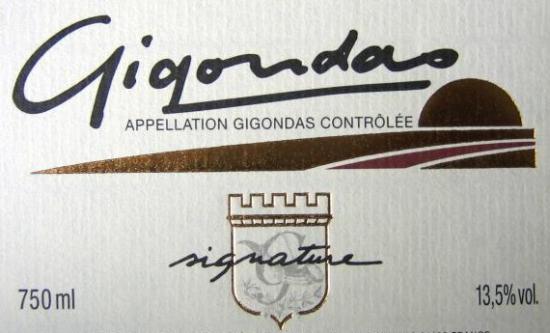 Gigondas
APPELLATION GIGONDAS CONTRÔLÉE
signature
750 ml
13,5% vol.